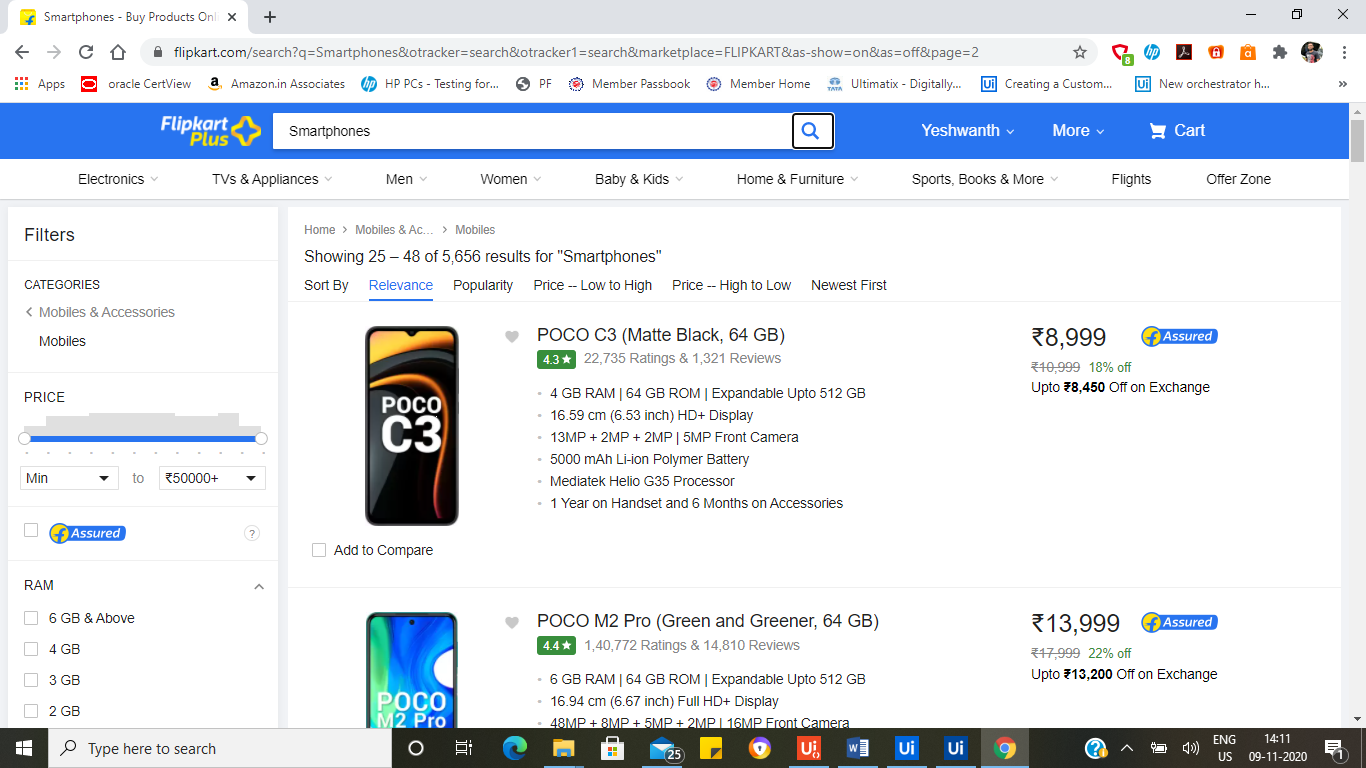 Smartphones - Buy Products Onl
flipkart.com/search?q=Smartphones&otracker=search&otracker1=search&marketplace=FLIPKART&as-show=on&as=off&page=2
8
Apps
oracle CertView
Amazon.in Associates
HP PCs - Testing for...
PF
Member Passbook
Member Home
TATA
Ultimatix - Digitally...
Creating a Custom...
New orchestrator h...
Flipkart
Plus
Smartphones
Yeshwanth
More
Cart
Electronics
TVs & Appliances
Men
Women
Baby & Kids
Home & Furniture
Sports, Books & More
Flights
Offer Zone
Filters
CATEGORIES
Mobiles & Accessories
Mobiles
PRICE
Min
to
₹50000+
Assured
?
RAM
6 GB & Above
4 GB
3 GB
2 GB
Home > Mobiles & Ac... > Mobiles
Showing 25 – 48 of 5,656 results for "Smartphones"
Sort By Relevance Popularity Price -- Low to High Price -- High to Low Newest First
POCO
C3
Add to Compare
POCO C3 (Matte Black, 64 GB)
4.3★ 22,735 Ratings & 1,321 Reviews
4 GB RAM | 64 GB ROM | Expandable Upto 512 GB
16.59 cm (6.53 inch) HD+ Display
13MP + 2MP + 2MP | 5MP Front Camera
5000 mAh Li-ion Polymer Battery
Mediatek Helio G35 Processor
1 Year on Handset and 6 Months on Accessories
₹8,999
Assured
₹10,999 18% off
Upto ₹8,450 Off on Exchange
POCO
M2 Pro
POCO M2 Pro (Green and Greener, 64 GB)
4.4★ 1,40,772 Ratings & 14,810 Reviews
6 GB RAM | 64 GB ROM | Expandable Upto 512 GB
16.94 cm (6.67 inch) Full HD+ Display
48MP + 8MP + 5MP + 2MP | 16MP Front Camera
₹13,999
Assured
₹17,999 22% off
Upto ₹13,200 Off on Exchange
Type here to search
25
ENG
US
14:11
09-11-2020
1